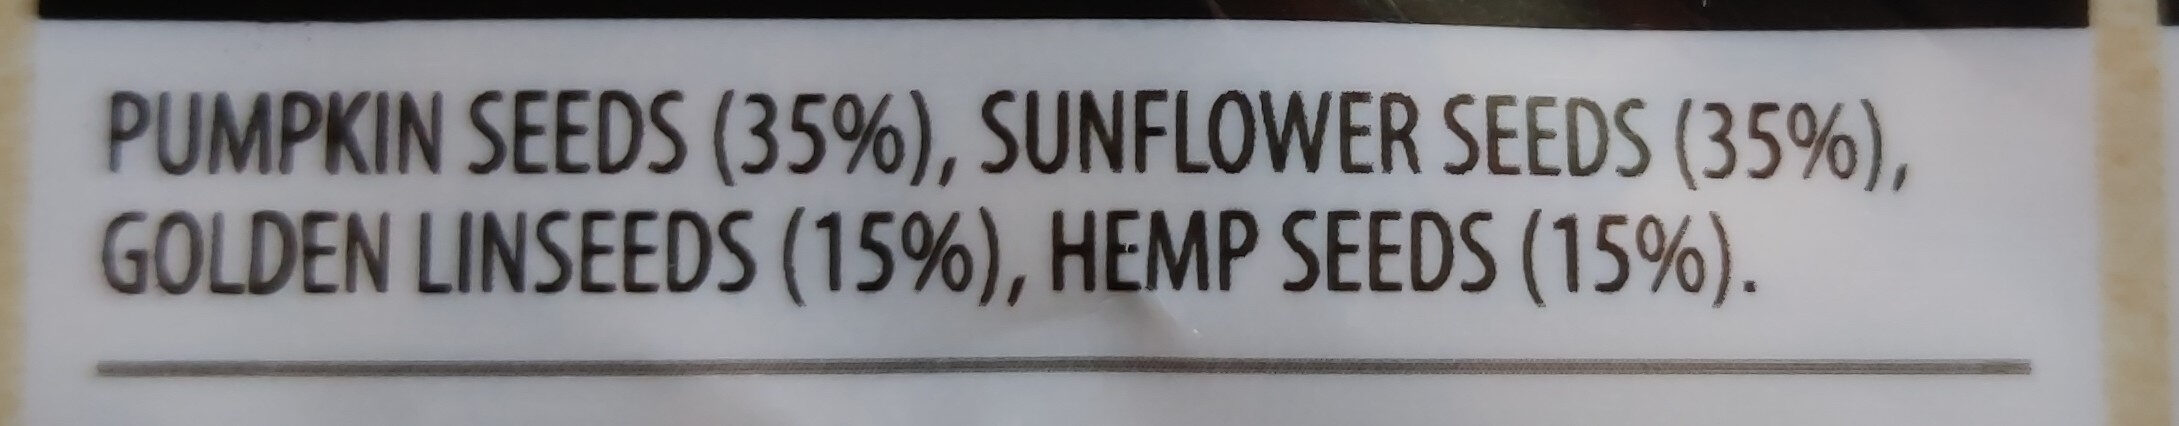 PUMPKIN SEEDS (35%), SUNFLOWER SEEDS (35%),
GOLDEN LINSEEDS (15%), HEMP SEEDS (15%).